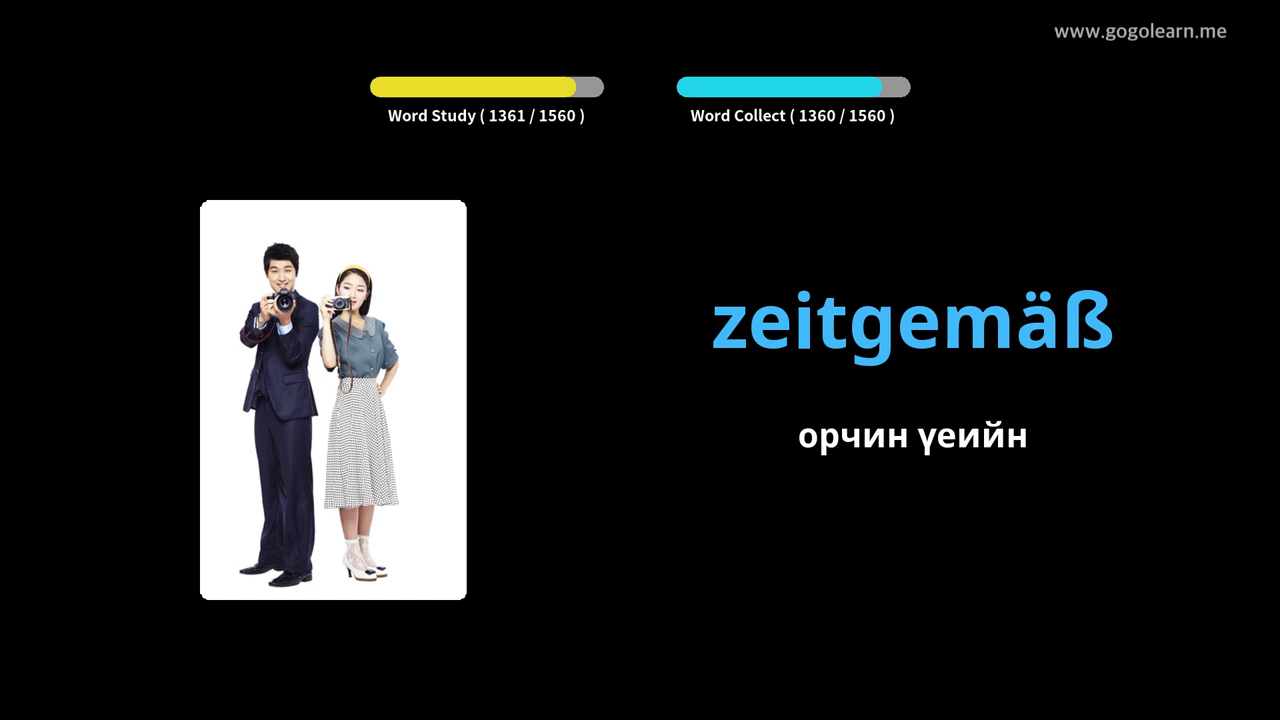 www.gogolearn.me
Word Study ( 1361 / 1560 )
Word Collect ( 1360 / 1560 )
zeitgemäß
орчин үеийн